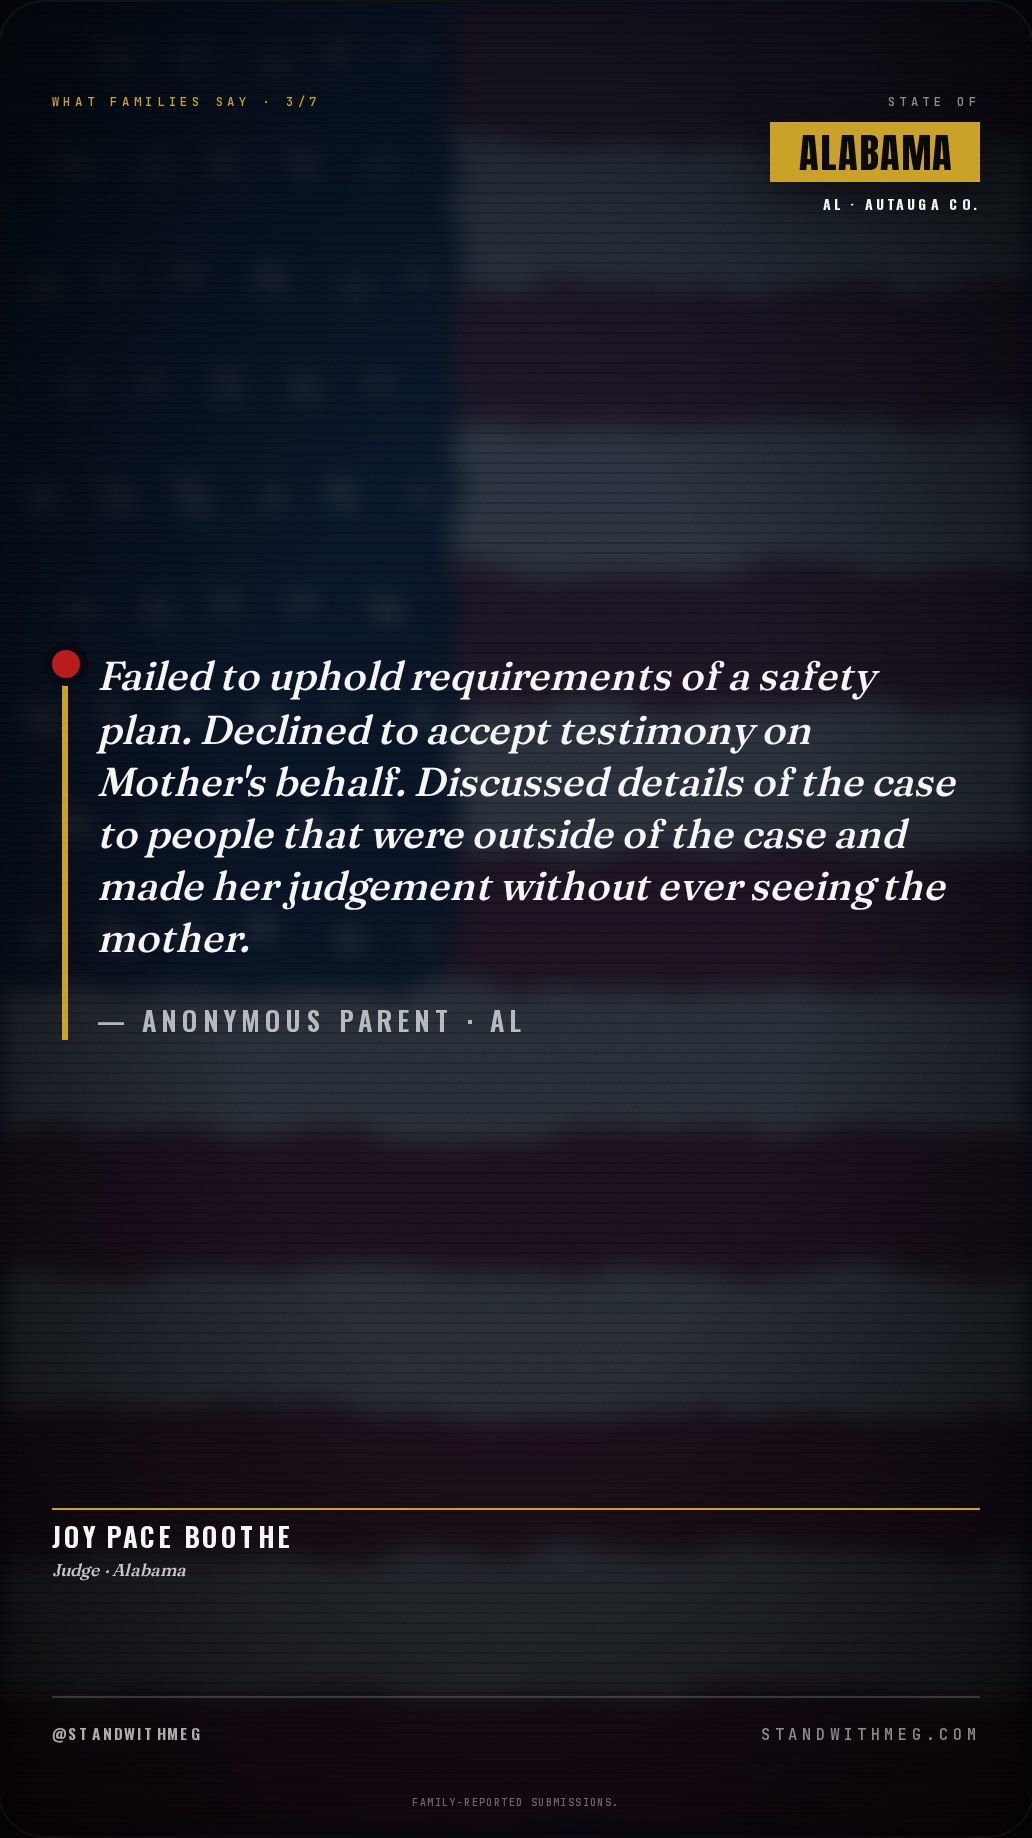 WHAT FAMILIES SAY · 3/7
STATE OF
ALABAMA
AL · AUTAUGA CO.
Failed to uphold requirements of a safety
plan. Declined to accept testimony on
Mother's behalf. Discussed details of the case
to people that were outside of the case and
made her judgement without ever seeing the
mother.
— ANONYMOUS PARENT · AL
JOY PACE BOOTHE
Judge · Alabama
@STANDWITHMEG
STANDWITHMEG.COM
FAMILY-REPORTED SUBMISSIONS.